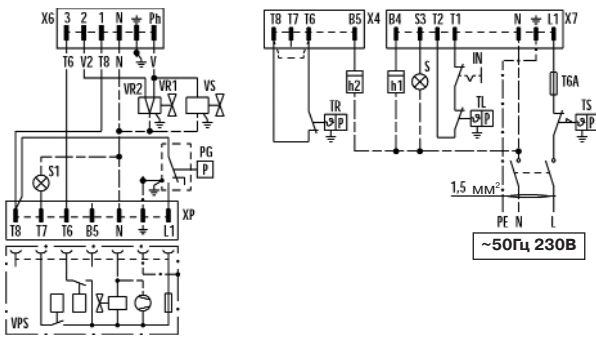 X6 3 2 1 N Ph
T6 V2 T8 N V
VR2 VR1 VS
PG
P
S1
XP
T8 T7 T6 B5 N L1
VPS
T8 T7 T6 B5 X4 B4 S3 T2 T1 N L1 X7
h2 h1 S IN T6A
TR P TL P TS P
1,5 мм²
PE N L
~50Гц 230В